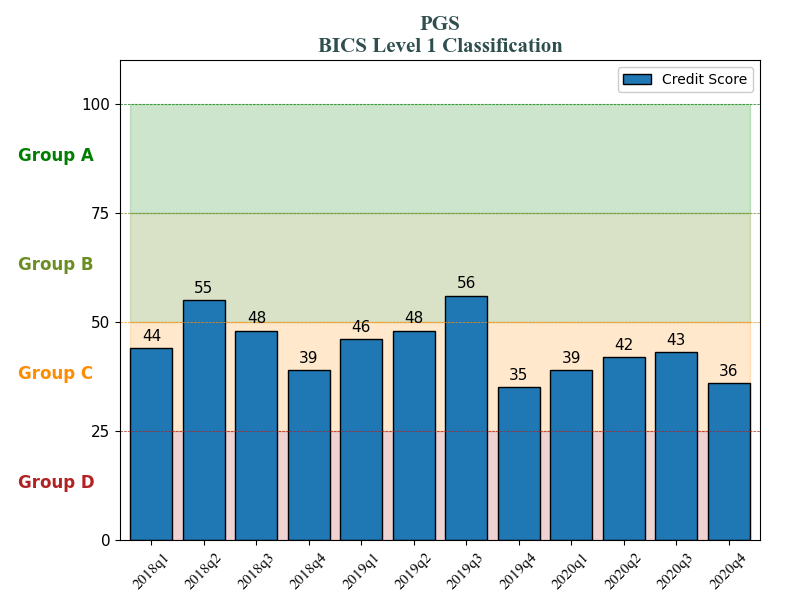 PGS
BICS Level 1 Classification
Credit Score
100
Group A
75
Group B
50
Group C
25
Group D
0
44
55
48
39
46
48
56
35
39
42
43
36
2018q1
2018q2
2018q3
2018q4
2019q1
2019q2
2019q3
2019q4
2020q1
2020q2
2020q3
2020q4